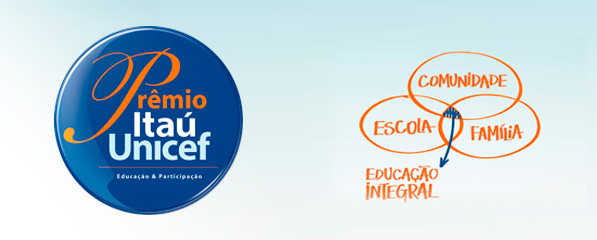 Prêmio
Itaú
Unicef
Educação & Participação
COMUNIDADE
ESCOLA
FAMÍLIA
EDUCAÇÃO
INTEGRAL